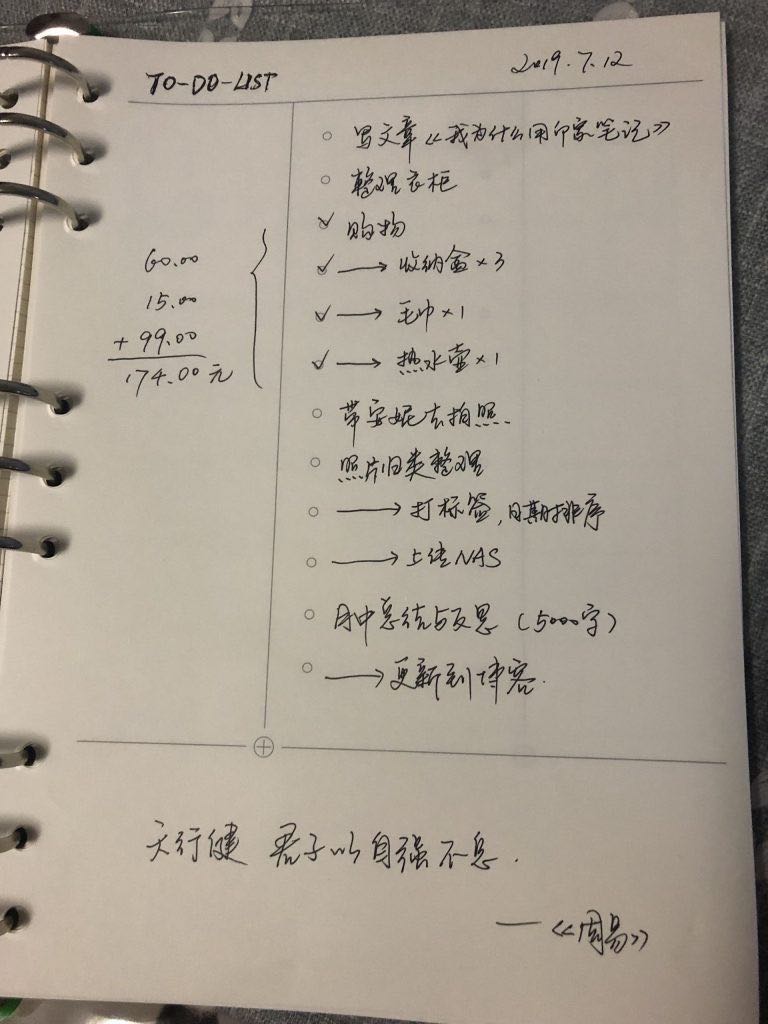 TO-DO-LIST
2019.7.12
写文章《我为什么用印象笔记》
整理衣柜
购物
→ 收纳盒×3
→ 毛巾×1
→ 热水壶×1
60.00
15.00
+ 99.00
174.00元
带安妮去拍照
照片归类整理
→ 打标签,日期排序
→ 上传NAS
月中总结与反思(5000字)
→ 更新到博客.
天行健 君子以自强不息.
—《周易》